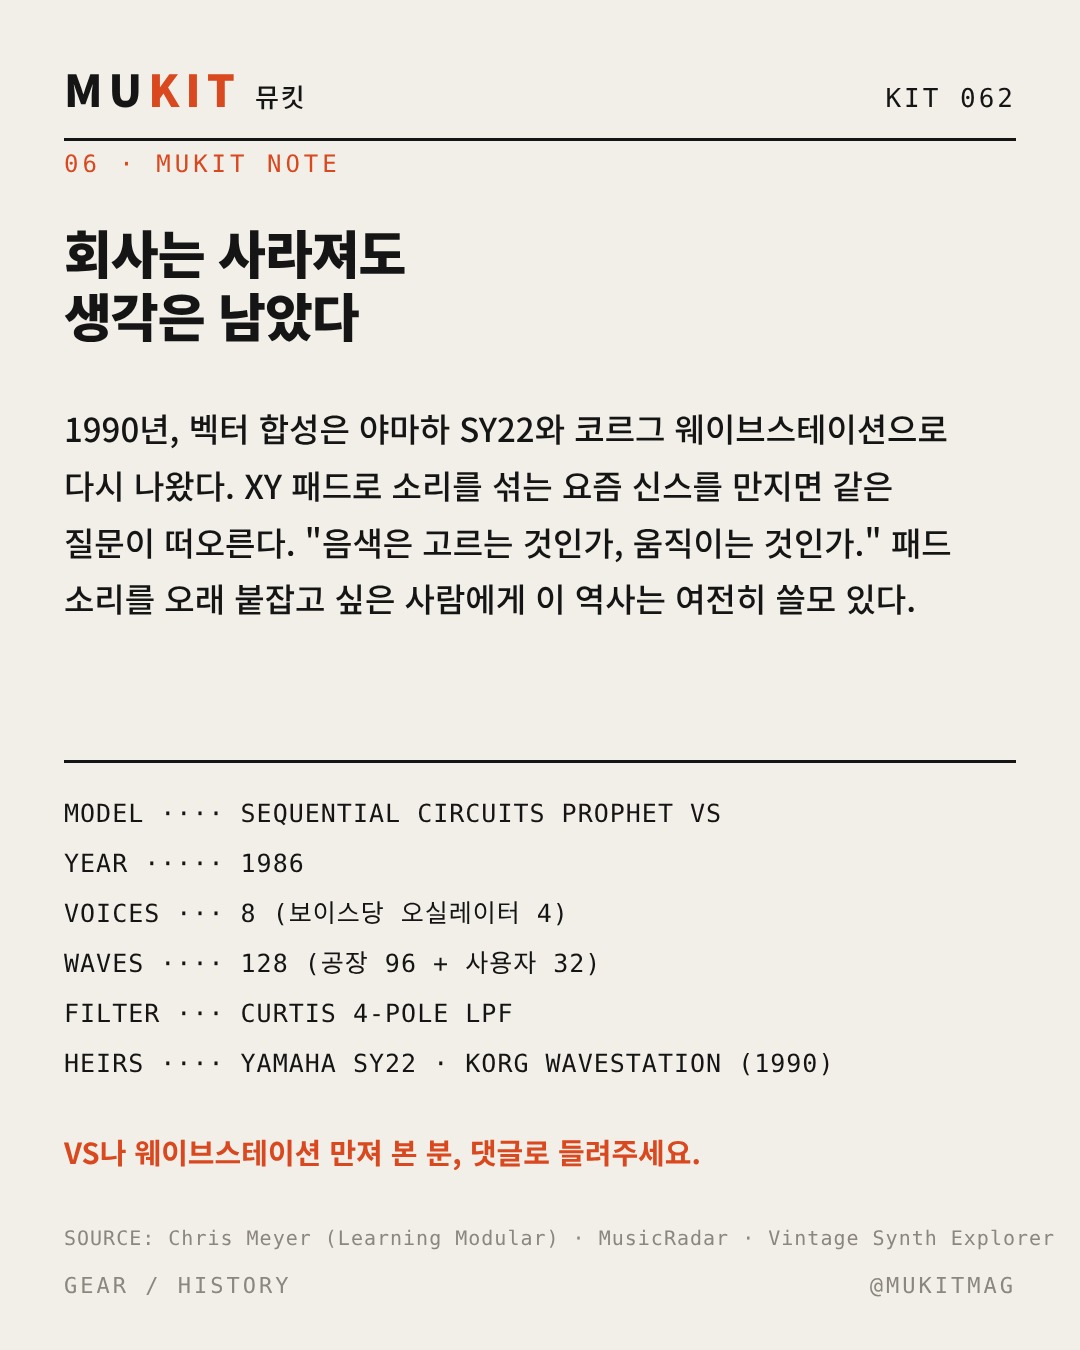 MUKIT 뮤킷
KIT 062
06 · MUKIT NOTE
회사는 사라져도
생각은 남았다
1990년, 벡터 합성은 야마하 SY22와 코르그 웨이브스테이션으로
다시 나왔다. XY 패드로 소리를 섞는 요즘 신스를 만지면 같은
질문이 떠오른다. "음색은 고르는 것인가, 움직이는 것인가." 패드
소리를 오래 붙잡고 싶은 사람에게 이 역사는 여전히 쓸모 있다.
MODEL ···· SEQUENTIAL CIRCUITS PROPHET VS
YEAR ····· 1986
VOICES ··· 8 (보이스당 오실레이터 4)
WAVES ···· 128 (공장 96 + 사용자 32)
FILTER ··· CURTIS 4-POLE LPF
HEIRS ···· YAMAHA SY22 · KORG WAVESTATION (1990)
VS나 웨이브스테이션 만져 본 분, 댓글로 들려주세요.
SOURCE: Chris Meyer (Learning Modular) · MusicRadar · Vintage Synth Explorer
GEAR / HISTORY
@MUKITMAG